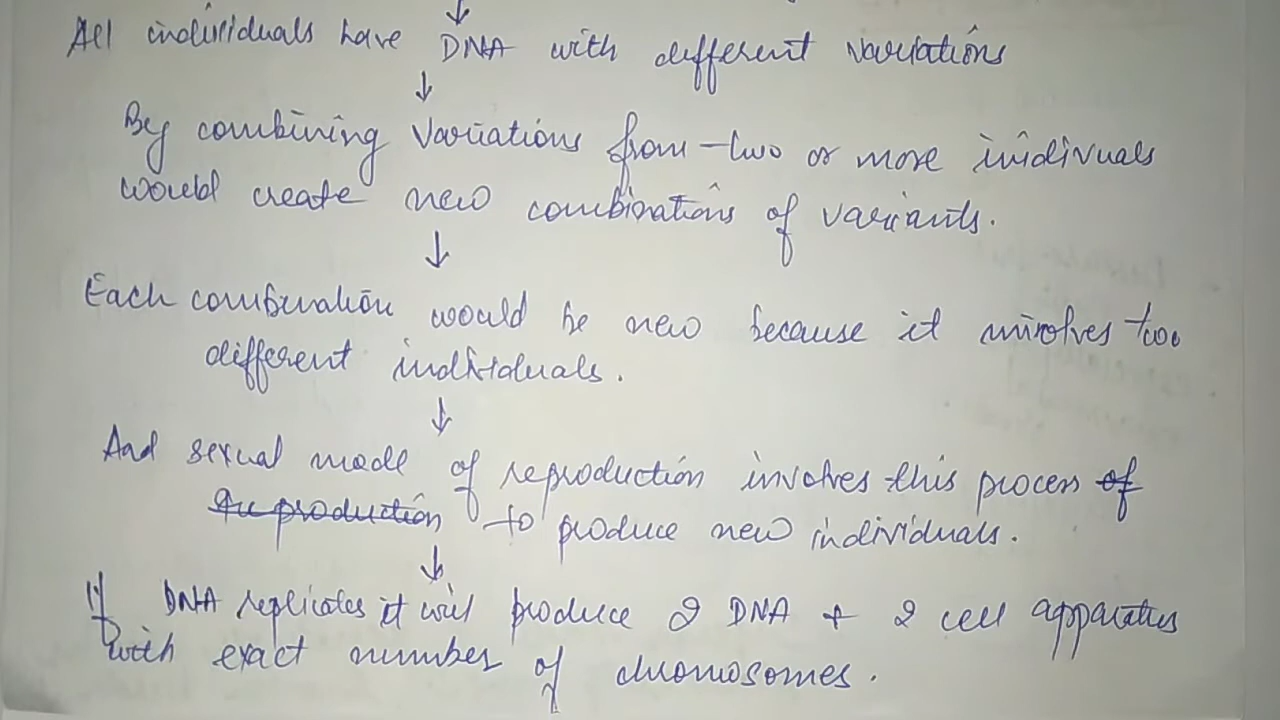 ↓
All individuals have DNA with different variations
↓
By combining variations from two or more inidivuals
would create new combinations of variants.
↓
Each combination would be new because it involves two
different individuals.
↓
And sexual mode of reproduction involves this process of
to produce new individuals.
↓
If DNA replicates it will produce 2 DNA + 2 cell apparatus
with exact number of chromosomes.